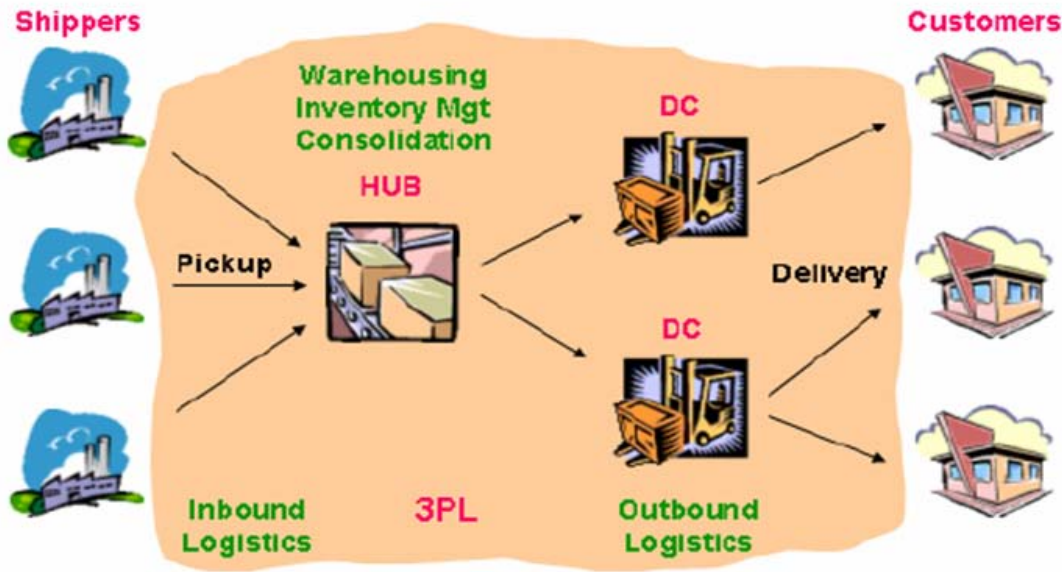 Shippers
Customers
Warehousing
Inventory Mgt
Consolidation
HUB
DC
Pickup
Delivery
DC
Inbound
Logistics
3PL
Outbound
Logistics